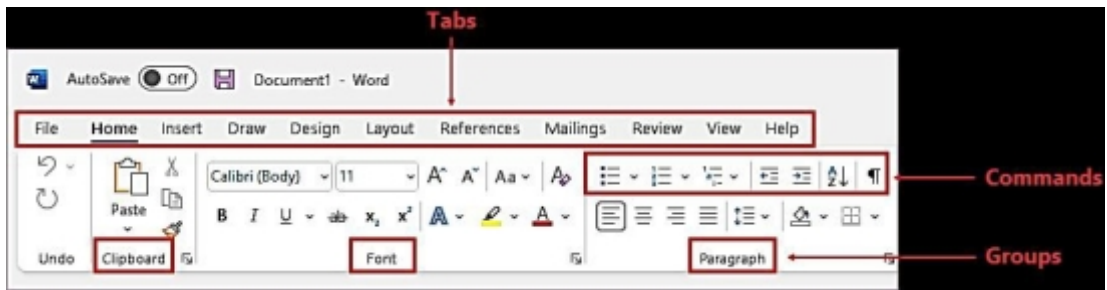 Tabs
AutoSave Off Document1 - Word
File Home Insert Draw Design Layout References Mailings Review View Help
Calibri (Body) 11 A A Aa A
Commands
Paste
B I U ab x₂ x² A A
Undo Clipboard Font Paragraph
Groups